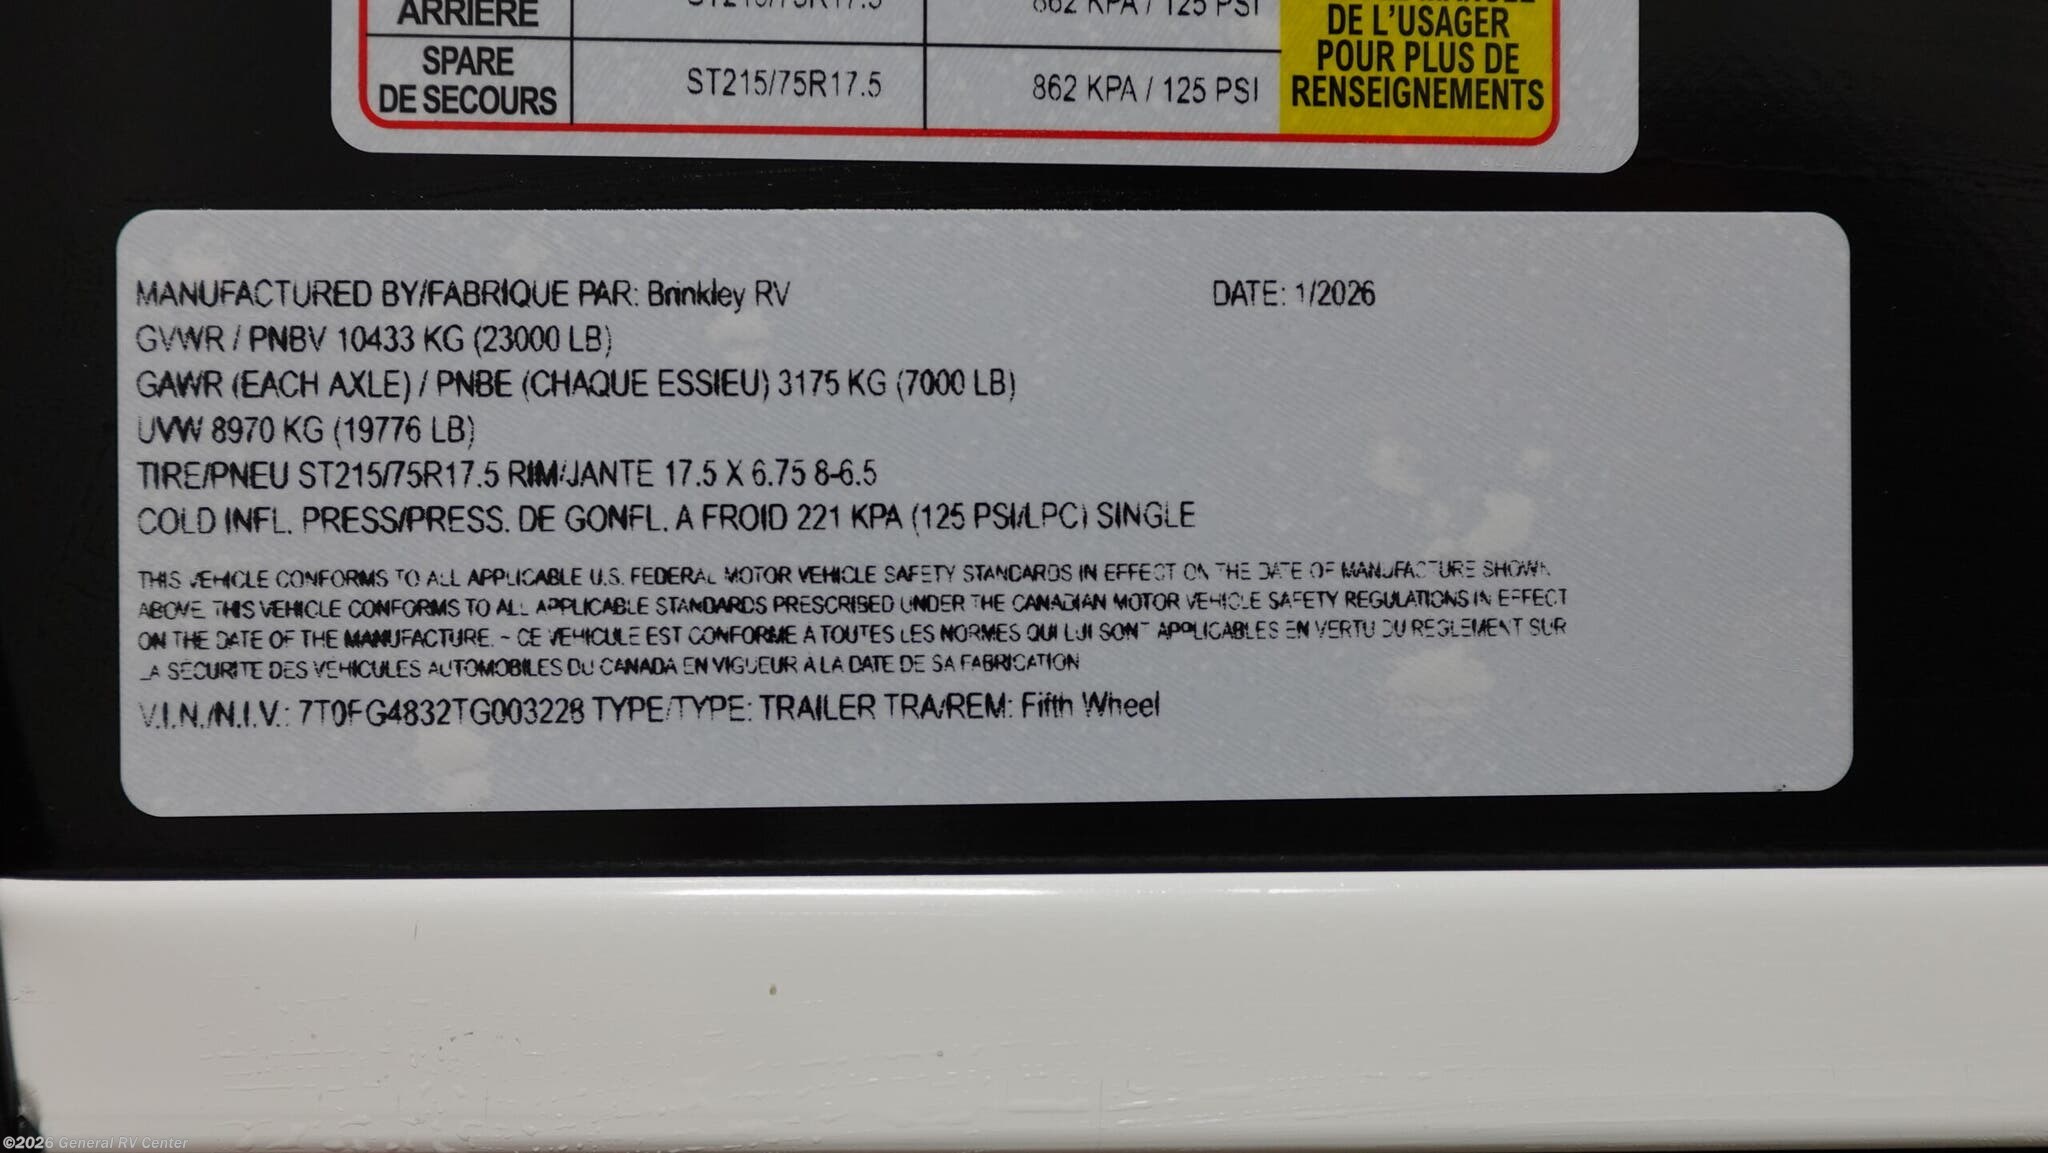 ARRIÈRE ST215/75R17.5 862 KPA / 125 PSI
DE L'USAGER
POUR PLUS DE
RENSEIGNEMENTS
SPARE
DE SECOURS ST215/75R17.5 862 KPA / 125 PSI
MANUFACTURED BY/FABRIQUE PAR: Brinkley RV DATE: 1/2026
GVWR / PNBV 10433 KG (23000 LB)
GAWR (EACH AXLE) / PNBE (CHAQUE ESSIEU) 3175 KG (7000 LB)
UVW 8970 KG (19776 LB)
TIRE/PNEU ST215/75R17.5 RIM/JANTE 17.5 X 6.75 8-6.5
COLD INFL. PRESS/PRESS. DE GONFL. A FROID 221 KPA (125 PSI/LPC) SINGLE
THIS VEHICLE CONFORMS TO ALL APPLICABLE U.S. FEDERAL MOTOR VEHICLE SAFETY STANDARDS IN EFFECT ON THE DATE OF MANUFACTURE SHOWN
ABOVE. THIS VEHICLE CONFORMS TO ALL APPLICABLE STANDARDS PRESCRIBED UNDER THE CANADIAN MOTOR VEHICLE SAFETY REGULATIONS IN EFFECT
ON THE DATE OF THE MANUFACTURE. - CE VEHICULE EST CONFORME A TOUTES LES NORMES QUI LUI SONT APPLICABLES EN VERTU DU REGLEMENT SUR
LA SECURITE DES VEHICULES AUTOMOBILES DU CANADA EN VIGUEUR À LA DATE DE SA FABRICATION
V.I.N./N.I.V.: 7T0FG4832TG003228 TYPE/TYPE: TRAILER TRA/REM: Fifth Wheel
©2026 General RV Center